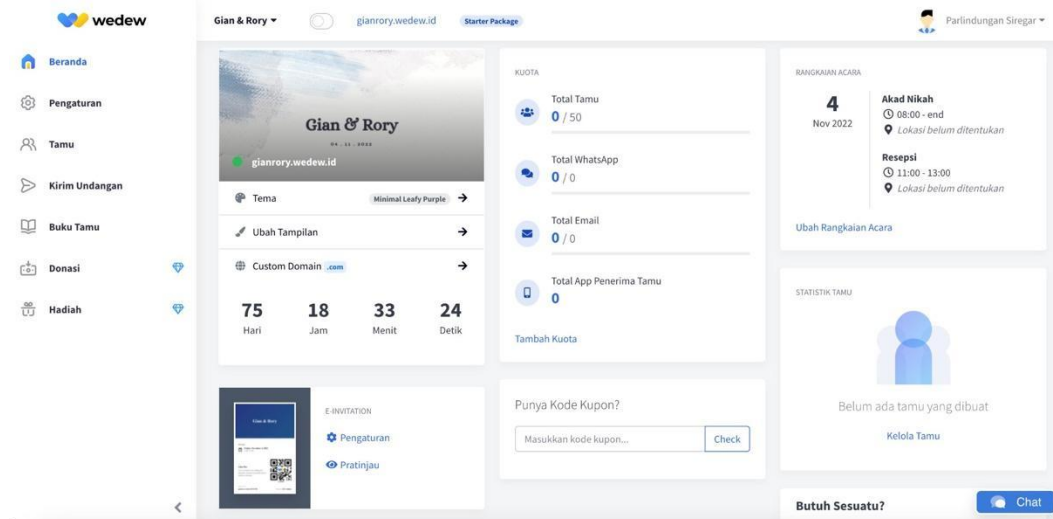 wedew
Gian & Rory
gianrory.wedew.id
Starter Package
Parlindungan Siregar
Beranda
Pengaturan
Tamu
Kirim Undangan
Buku Tamu
Donasi
Hadiah
Gian & Rory
04 . 11 . 2022
gianrory.wedew.id
Tema
Minimal Leafy Purple
Ubah Tampilan
Custom Domain .com
75 18 33 24
Hari Jam Menit Detik
E-INVITATION
Pengaturan
Pratinjau
Gian & Rory
KUOTA
Total Tamu
0 / 50
Total WhatsApp
0 / 0
Total Email
0 / 0
Total App Penerima Tamu
0
Tambah Kuota
Punya Kode Kupon?
Masukkan kode kupon...
Check
RANGKAIAN ACARA
4
Nov 2022
Akad Nikah
08:00 - end
Lokasi belum ditentukan
Resepsi
11:00 - 13:00
Lokasi belum ditentukan
Ubah Rangkaian Acara
STATISTIK TAMU
Belum ada tamu yang dibuat
Kelola Tamu
Butuh Sesuatu?
Chat